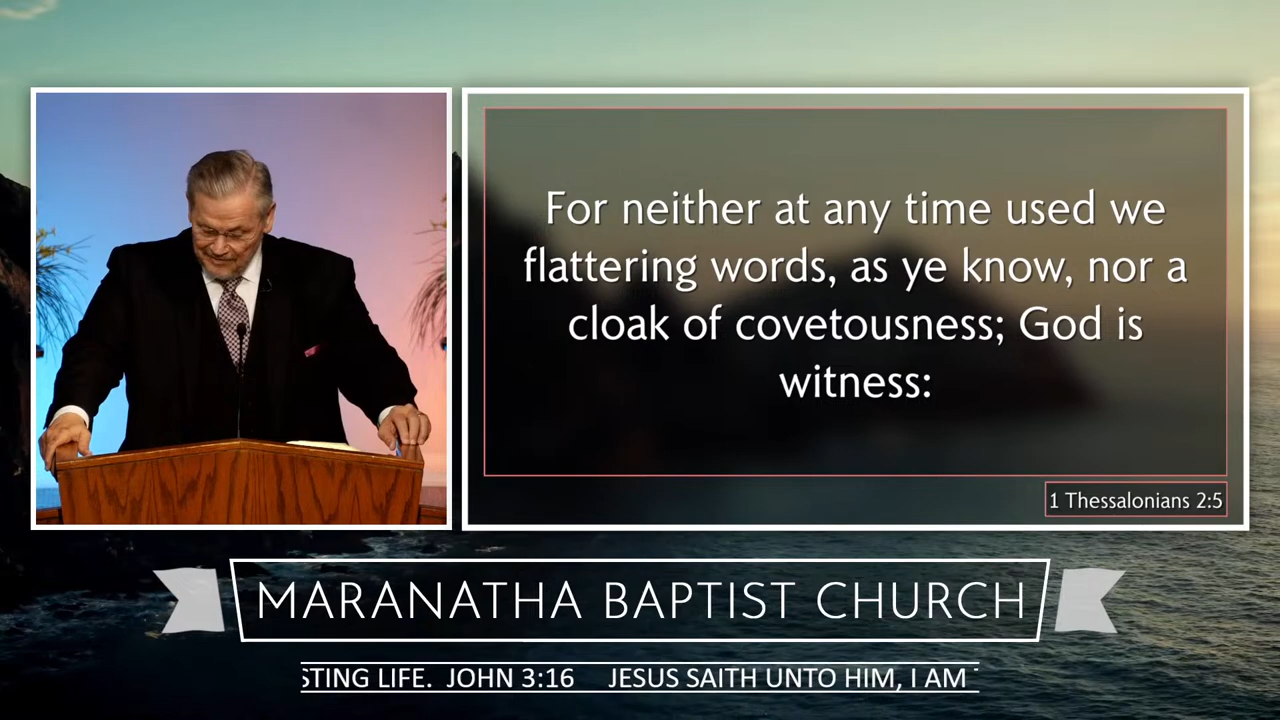 For neither at any time used we
flattering words, as ye know, nor a
cloak of covetousness; God is
witness:
1 Thessalonians 2:5
MARANATHA BAPTIST CHURCH
STING LIFE.  JOHN 3:16     JESUS SAITH UNTO HIM, I AM